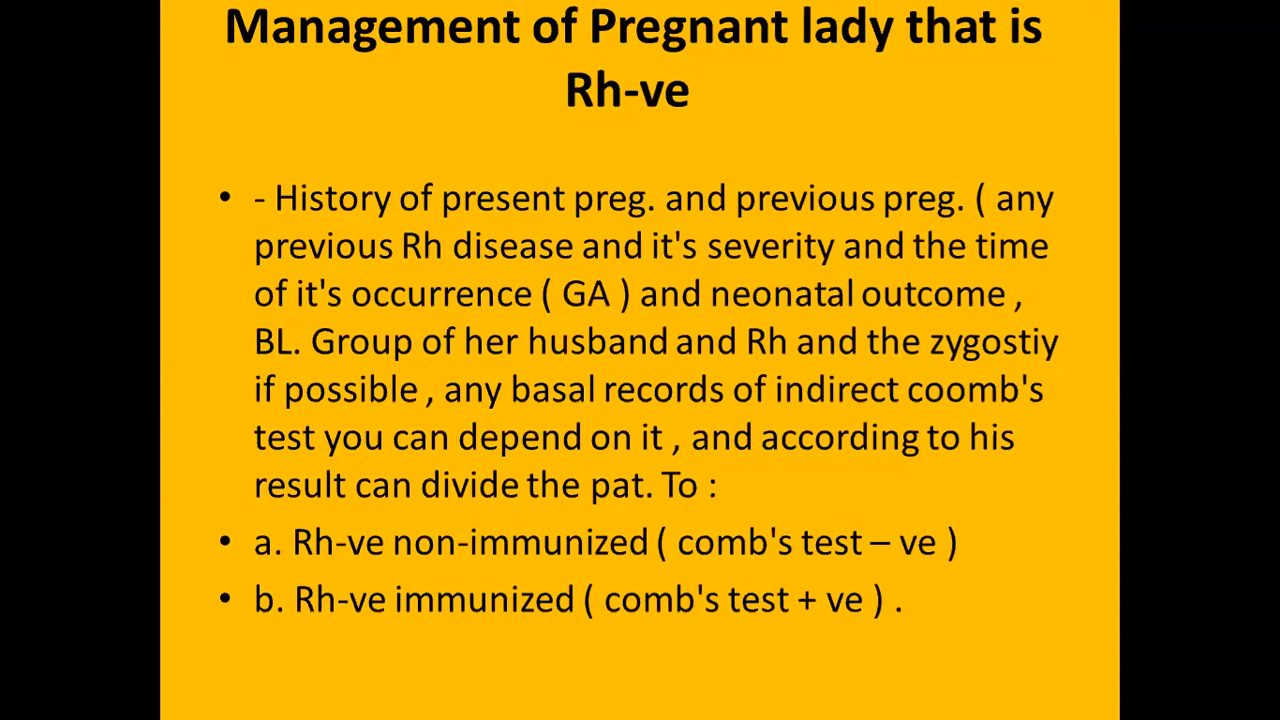 Management of Pregnant lady that is
Rh-ve
• - History of present preg. and previous preg. ( any
previous Rh disease and it's severity and the time
of it's occurrence ( GA ) and neonatal outcome ,
BL. Group of her husband and Rh and the zygostiy
if possible , any basal records of indirect coomb's
test you can depend on it , and according to his
result can divide the pat. To :
• a. Rh-ve non-immunized ( comb's test – ve )
• b. Rh-ve immunized ( comb's test + ve ) .